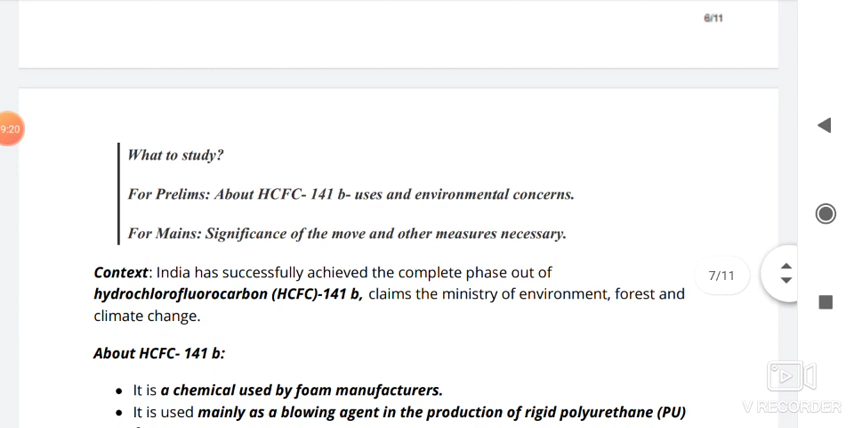 6/11
9:20
What to study?
For Prelims: About HCFC- 141 b- uses and environmental concerns.
For Mains: Significance of the move and other measures necessary.
Context: India has successfully achieved the complete phase out of
hydrochlorofluorocarbon (HCFC)-141 b, claims the ministry of environment, forest and
climate change.
7/11
About HCFC- 141 b:
• It is a chemical used by foam manufacturers.
• It is used mainly as a blowing agent in the production of rigid polyurethane (PU)
V RECORDER